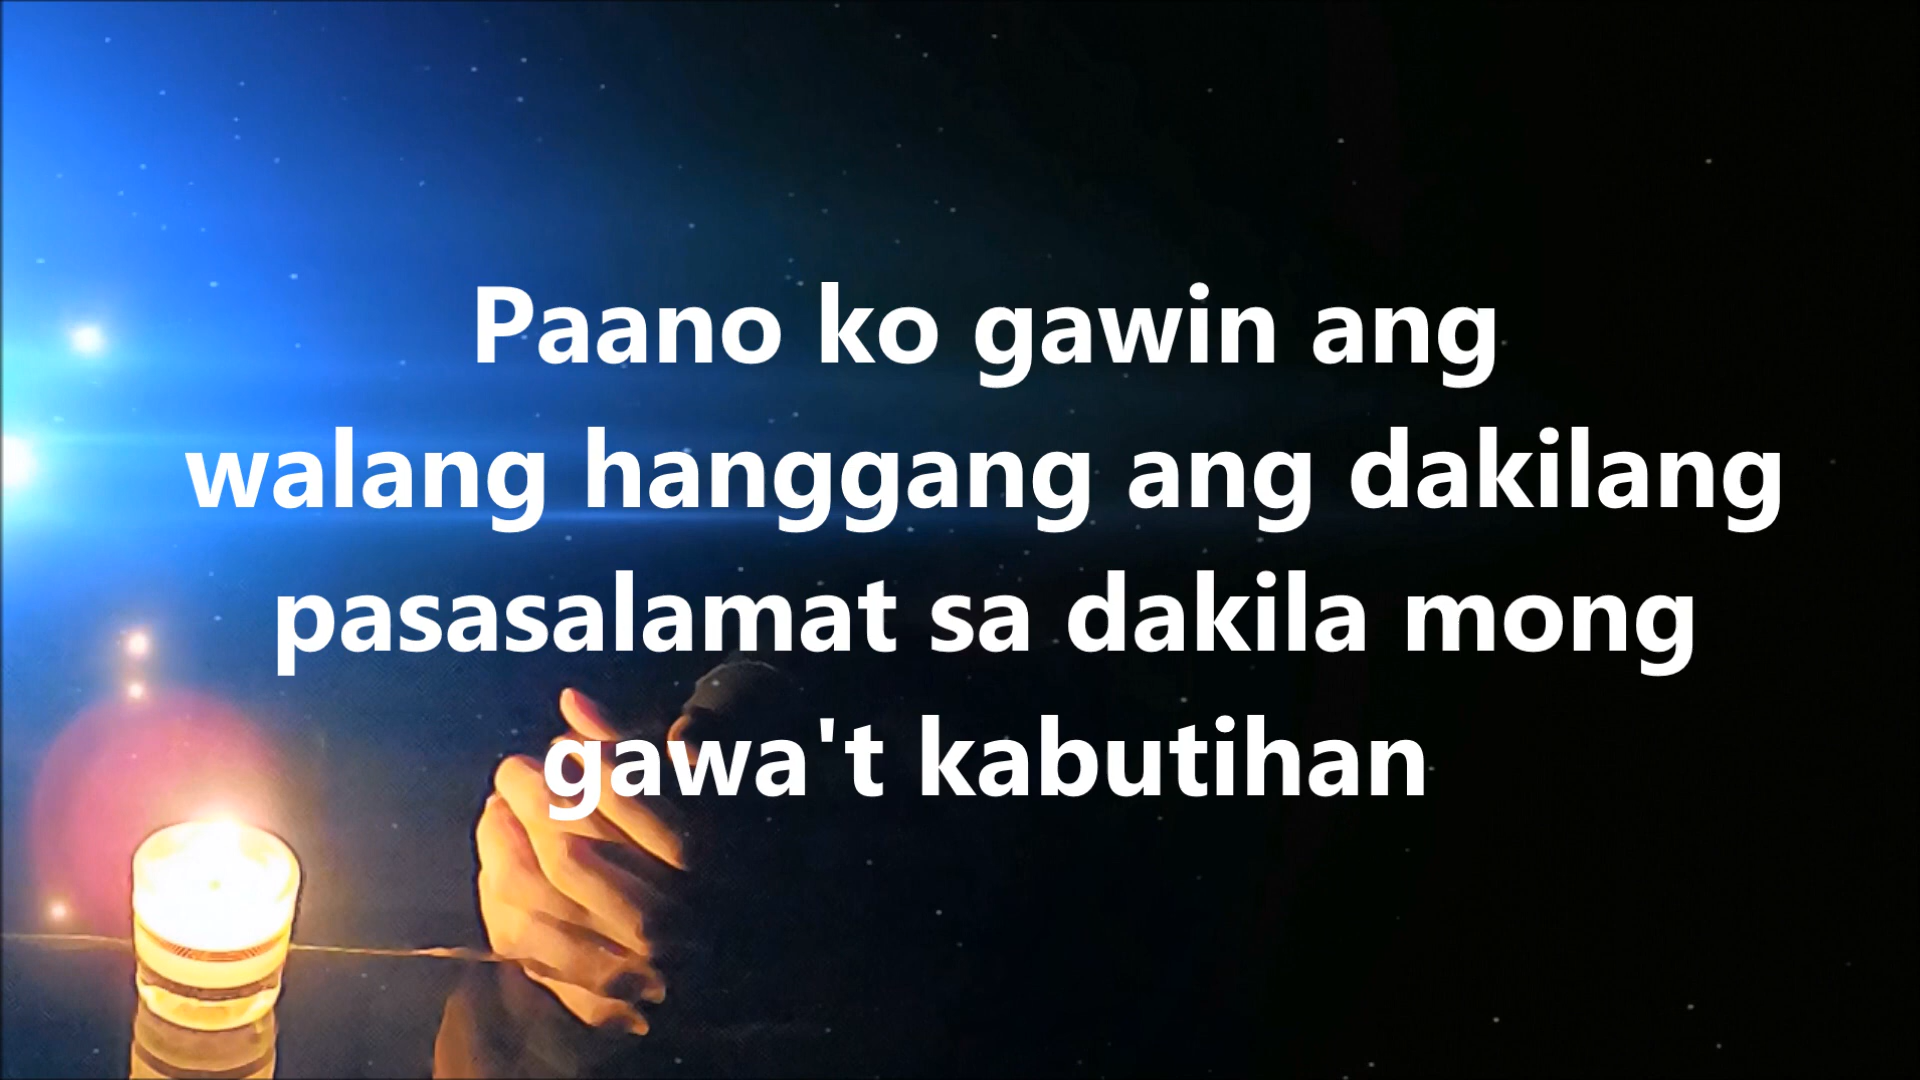 Paano ko gawin ang
walang hanggang ang dakilang
pasasalamat sa dakila mong
gawa't kabutihan